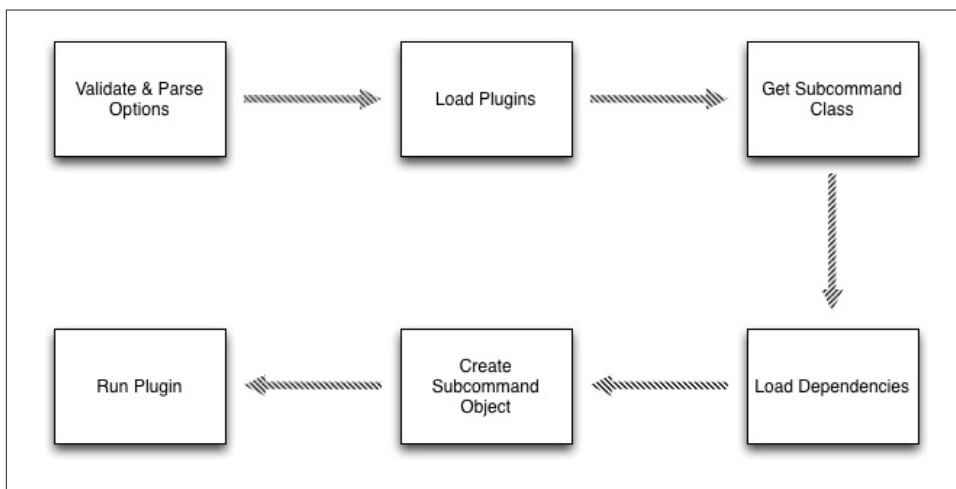 Validate & Parse
Options
Load Plugins
Get Subcommand
Class
Run Plugin
Create
Subcommand
Object
Load Dependencies